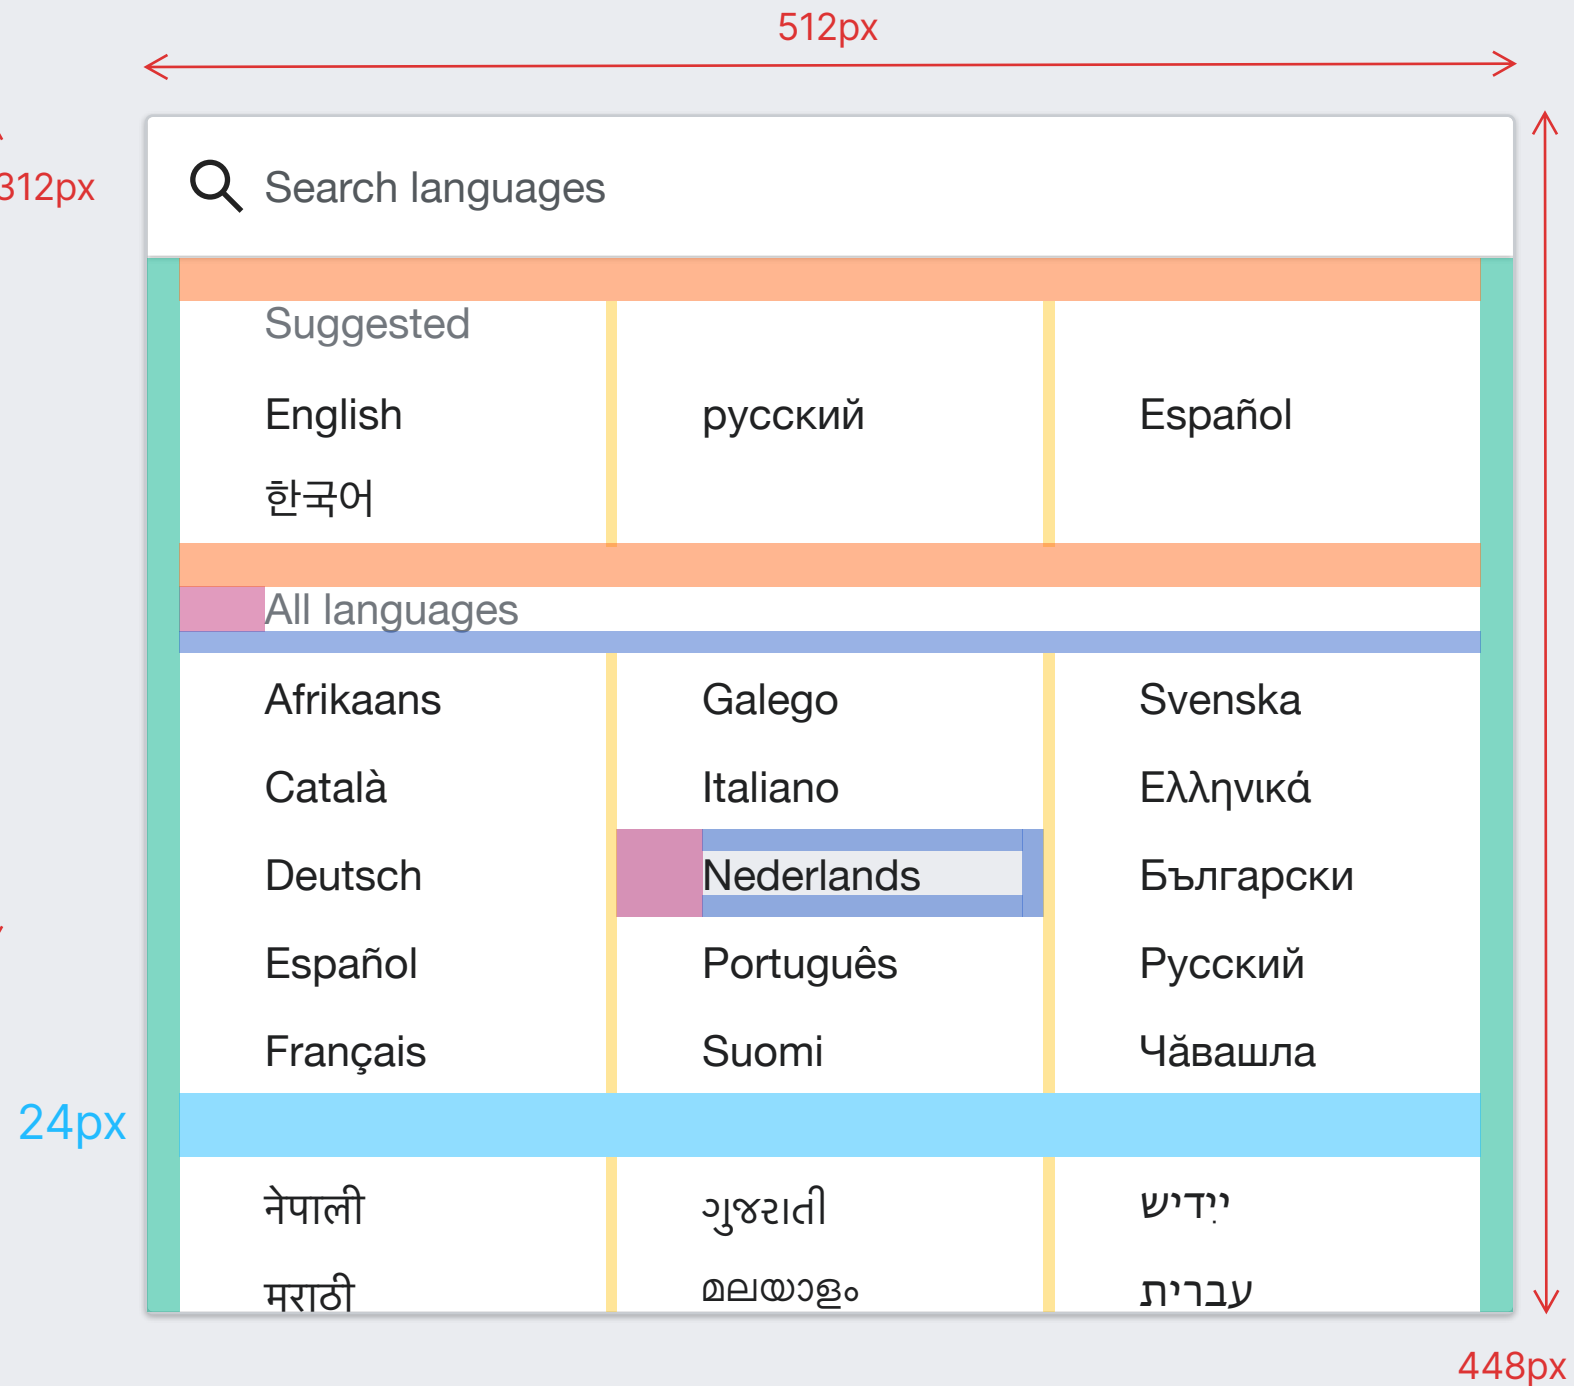 512px
312px
Search languages
Suggested
English русский Español
한국어
All languages
Afrikaans Galego Svenska
Català Italiano Ελληνικά
Deutsch Nederlands Български
Español Português Русский
Français Suomi Чӑвашла
24px
नेपाली ગુજરાતી ייִדיש
मराठी മലയാളം עברית
448px